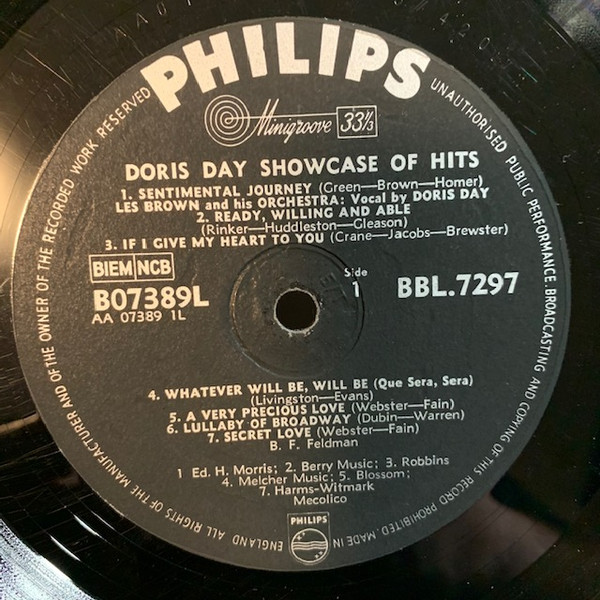 PHILIPS
Minigroove 33⅓
DORIS DAY SHOWCASE OF HITS
1. SENTIMENTAL JOURNEY (Green—Brown—Homer)
LES BROWN and his ORCHESTRA: Vocal by DORIS DAY
2. READY, WILLING AND ABLE
(Rinker—Huddleston—Gleason)
3. IF I GIVE MY HEART TO YOU (Crane—Jacobs—Brewster)
BIEM NCB
B07389L
AA 07389 1L
Side
1
BBL.7297
4. WHATEVER WILL BE, WILL BE (Que Sera, Sera)
(Livingston—Evans)
5. A VERY PRECIOUS LOVE (Webster—Fain)
6. LULLABY OF BROADWAY (Dubin—Warren)
7. SECRET LOVE (Webster—Fain)
B. F. Feldman
1 Ed. H. Morris; 2. Berry Music; 3. Robbins
4. Melcher Music; 5. Blossom;
7. Harms-Witmark
Mecolico
PHILIPS
ALL RIGHTS OF THE MANUFACTURER AND OF THE OWNER OF THE RECORDED WORK RESERVED
UNAUTHORISED PUBLIC PERFORMANCE, BROADCASTING AND COPYING OF THIS RECORD PROHIBITED. MADE IN ENGLAND